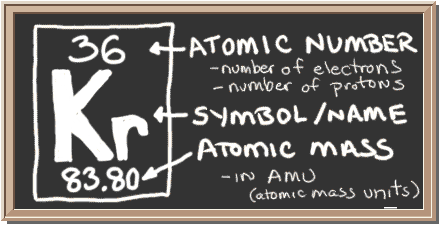 36
Kr
83.80
ATOMIC NUMBER
-number of electrons
-number of protons
SYMBOL/NAME
ATOMIC MASS
-IN AMU
(atomic mass units)